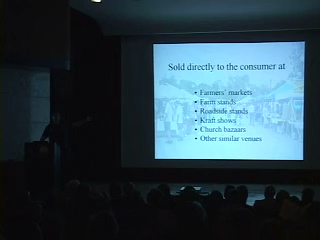 Sold directly to the consumer at
• Farmers' markets
• Farm stands
• Roadside stands
• Kraft shows
• Church bazaars
• Other similar venues